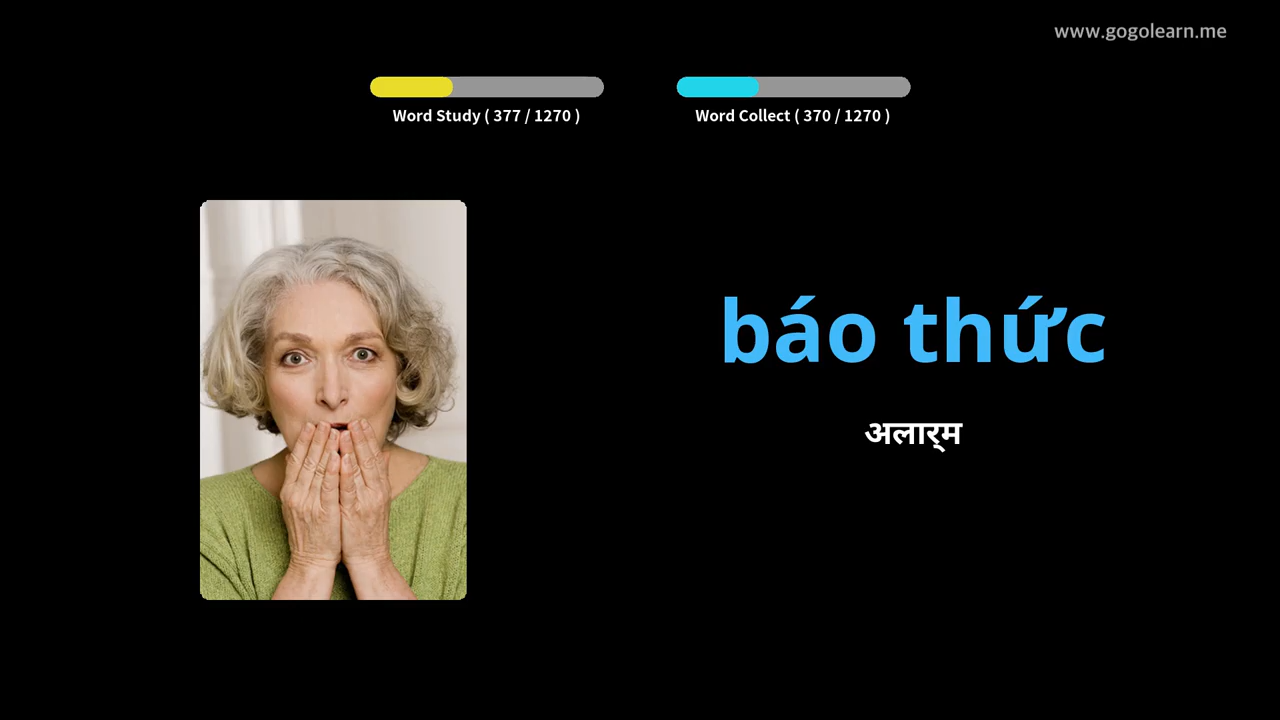 www.gogolearn.me
Word Study ( 377 / 1270 )
Word Collect ( 370 / 1270 )
báo thức
अलार्म